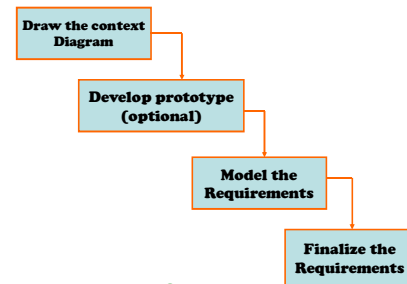 Draw the context
Diagram
Develop prototype
(optional)
Model the
Requirements
Finalize the
Requirements